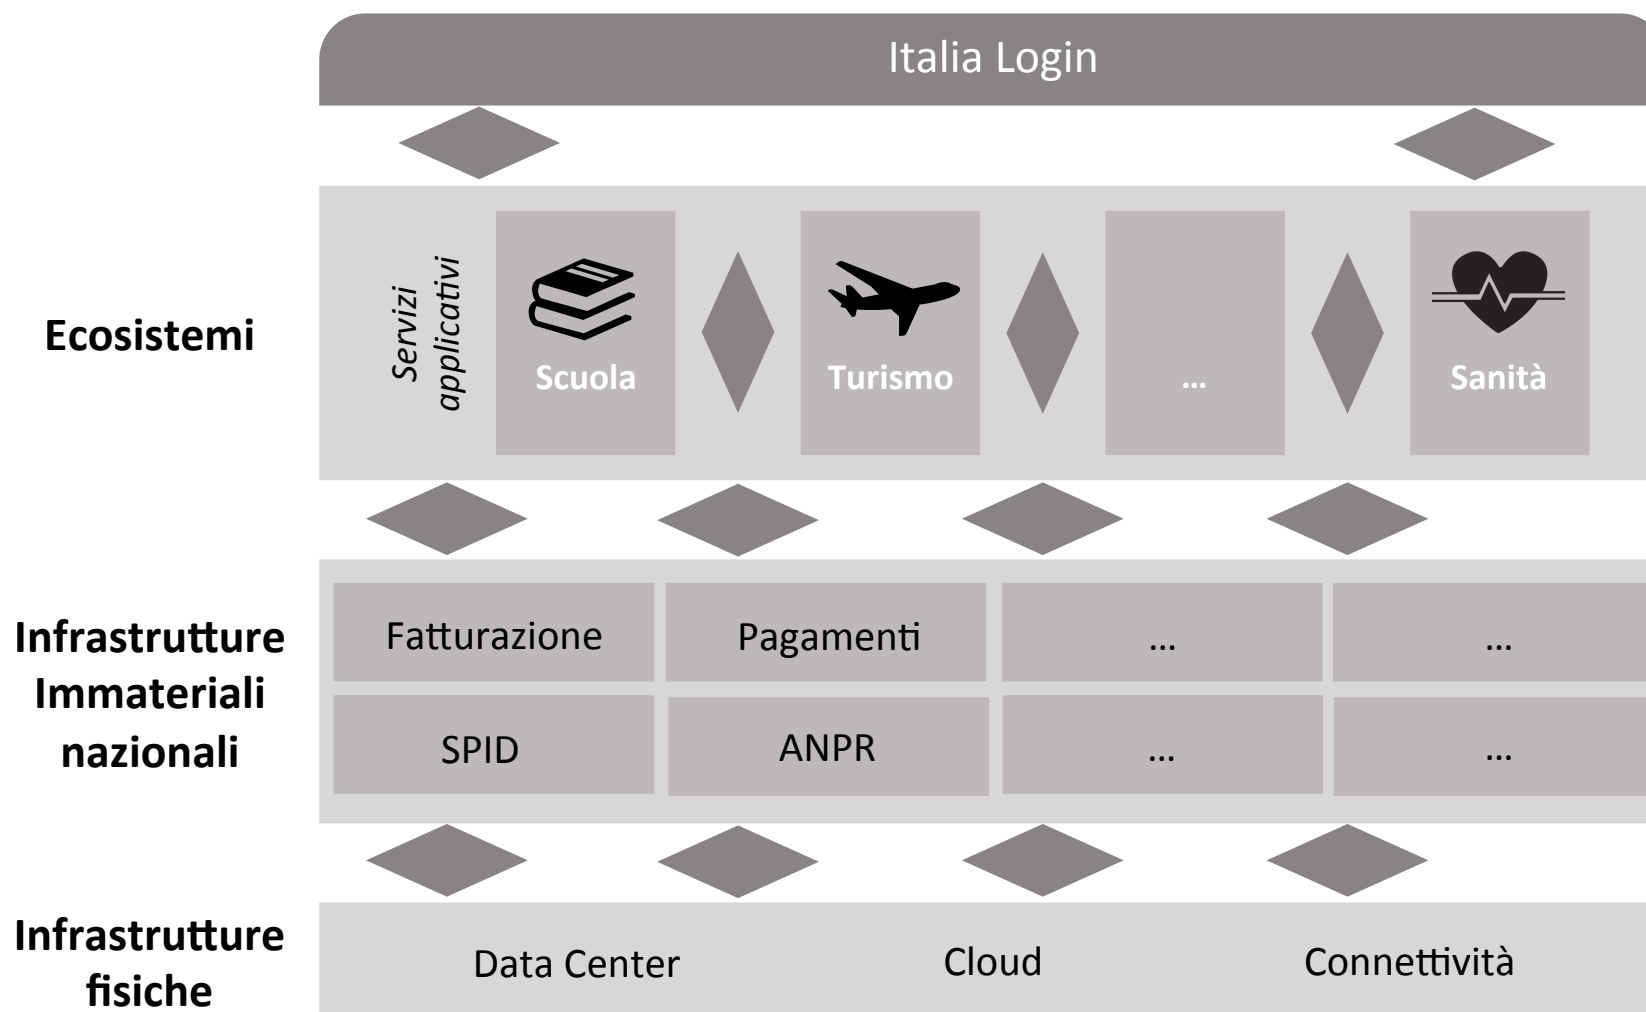 Italia Login
Ecosistemi
Servizi
applicativi
Scuola
Turismo
...
Sanità
Infrastrutture
Immateriali
nazionali
Fatturazione
Pagamenti
...
...
SPID
ANPR
...
...
Infrastrutture
fisiche
Data Center
Cloud
Connettività